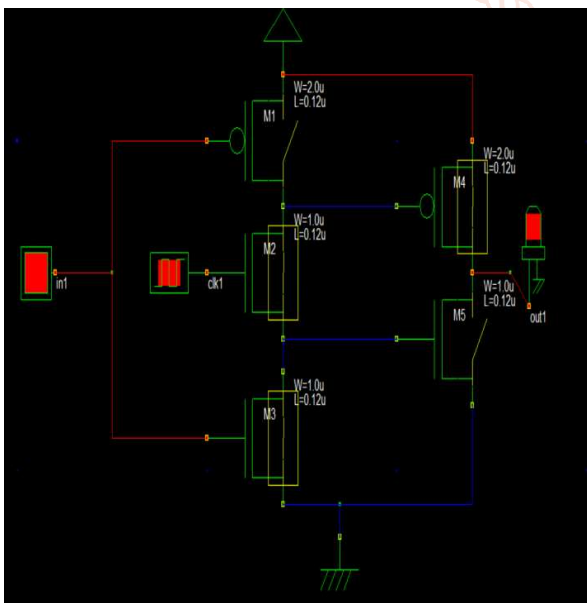 W=2.0u
L=0.12u
M1
W=2.0u
L=0.12u
M4
W=1.0u
L=0.12u
M2
in1
clk1
W=1.0u
L=0.12u
M5
out1
W=1.0u
L=0.12u
M3